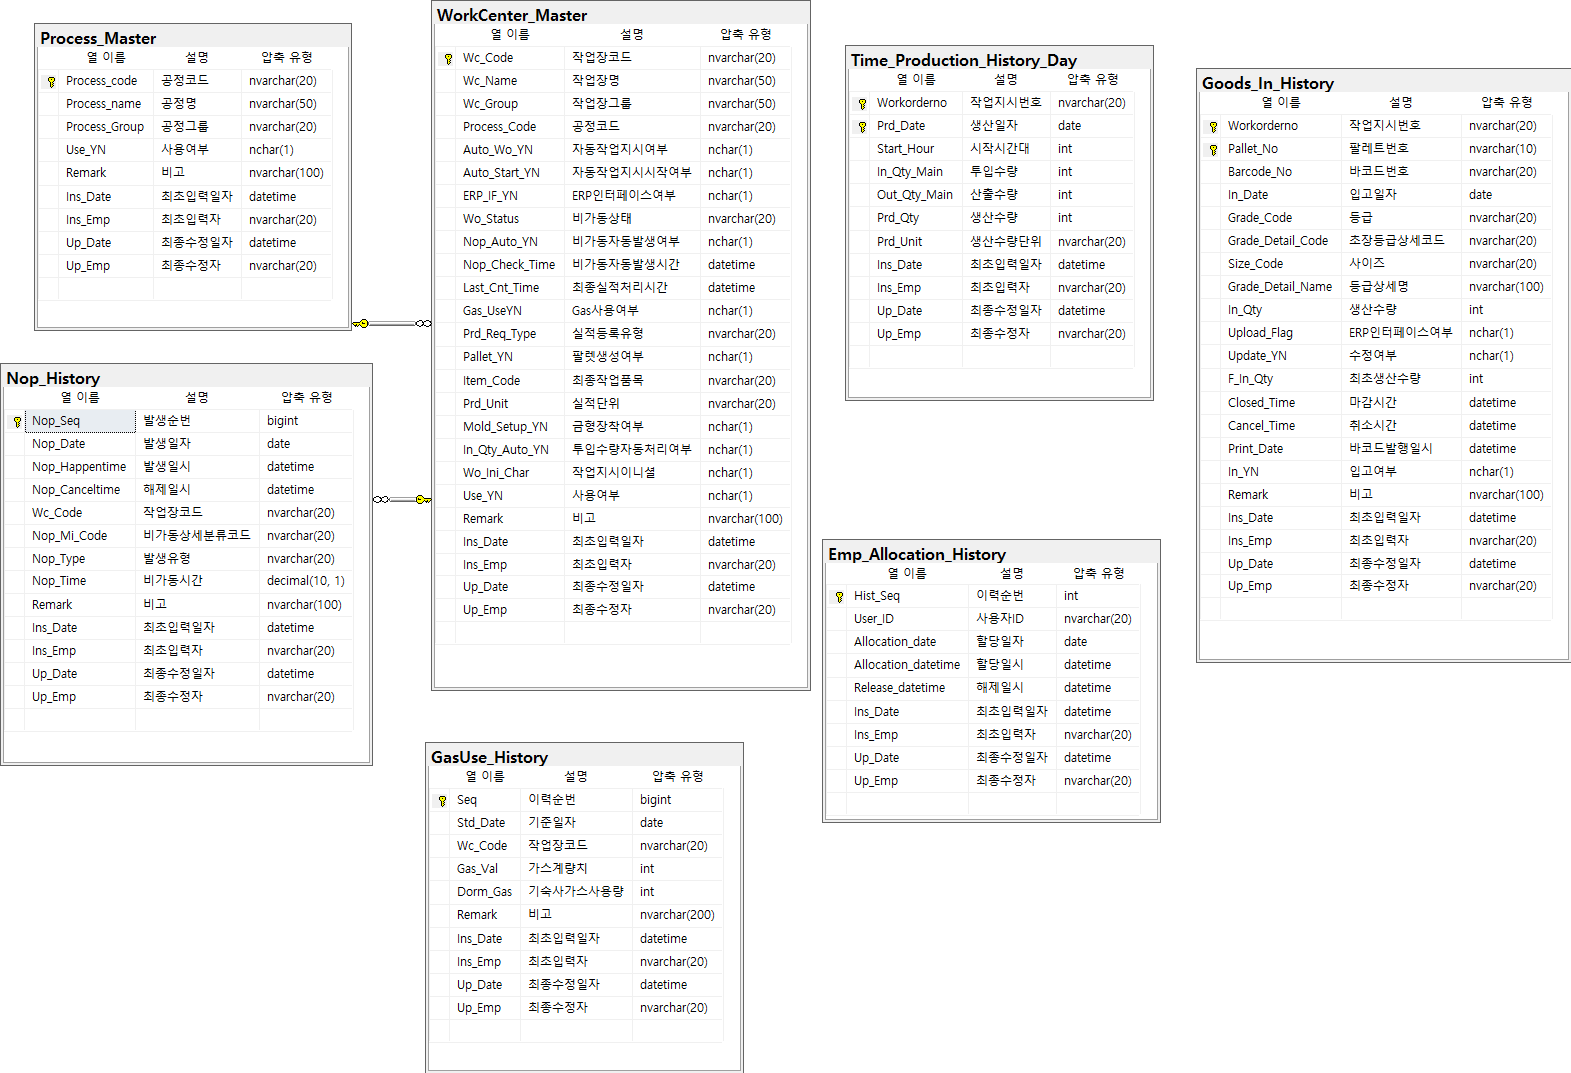 Process_Master
열 이름 설명 압축 유형
Process_code 공정코드 nvarchar(20)
Process_name 공정명 nvarchar(50)
Process_Group 공정그룹 nvarchar(20)
Use_YN 사용여부 nchar(1)
Remark 비고 nvarchar(100)
Ins_Date 최초입력일자 datetime
Ins_Emp 최초입력자 nvarchar(20)
Up_Date 최종수정일자 datetime
Up_Emp 최종수정자 nvarchar(20)
Nop_History
열 이름 설명 압축 유형
Nop_Seq 발생순번 bigint
Nop_Date 발생일자 date
Nop_Happentime 발생일시 datetime
Nop_Canceltime 해제일시 datetime
Wc_Code 작업장코드 nvarchar(20)
Nop_Mi_Code 비가동상세분류코드 nvarchar(20)
Nop_Type 발생유형 nvarchar(20)
Nop_Time 비가동시간 decimal(10, 1)
Remark 비고 nvarchar(100)
Ins_Date 최초입력일자 datetime
Ins_Emp 최초입력자 nvarchar(20)
Up_Date 최종수정일자 datetime
Up_Emp 최종수정자 nvarchar(20)
WorkCenter_Master
열 이름 설명 압축 유형
Wc_Code 작업장코드 nvarchar(20)
Wc_Name 작업장명 nvarchar(50)
Wc_Group 작업장그룹 nvarchar(50)
Process_Code 공정코드 nvarchar(20)
Auto_Wo_YN 자동작업지시여부 nchar(1)
Auto_Start_YN 자동작업지시시작여부 nchar(1)
ERP_IF_YN ERP인터페이스여부 nchar(1)
Wo_Status 비가동상태 nvarchar(20)
Nop_Auto_YN 비가동자동발생여부 nchar(1)
Nop_Check_Time 비가동자동발생시간 datetime
Last_Cnt_Time 최종실적처리시간 datetime
Gas_UseYN Gas사용여부 nchar(1)
Prd_Req_Type 실적등록유형 nvarchar(20)
Pallet_YN 팔렛생성여부 nchar(1)
Item_Code 최종작업품목 nvarchar(20)
Prd_Unit 실적단위 nvarchar(20)
Mold_Setup_YN 금형장착여부 nchar(1)
In_Qty_Auto_YN 투입수량자동처리여부 nchar(1)
Wo_Ini_Char 작업지시이니셜 nchar(1)
Use_YN 사용여부 nchar(1)
Remark 비고 nvarchar(100)
Ins_Date 최초입력일자 datetime
Ins_Emp 최초입력자 nvarchar(20)
Up_Date 최종수정일자 datetime
Up_Emp 최종수정자 nvarchar(20)
GasUse_History
열 이름 설명 압축 유형
Seq 이력순번 bigint
Std_Date 기준일자 date
Wc_Code 작업장코드 nvarchar(20)
Gas_Val 가스계량치 int
Dorm_Gas 기숙사가스사용량 int
Remark 비고 nvarchar(200)
Ins_Date 최초입력일자 datetime
Ins_Emp 최초입력자 nvarchar(20)
Up_Date 최종수정일자 datetime
Up_Emp 최종수정자 nvarchar(20)
Time_Production_History_Day
열 이름 설명 압축 유형
Workorderno 작업지시번호 nvarchar(20)
Prd_Date 생산일자 date
Start_Hour 시작시간대 int
In_Qty_Main 투입수량 int
Out_Qty_Main 산출수량 int
Prd_Qty 생산수량 int
Prd_Unit 생산수량단위 nvarchar(20)
Ins_Date 최초입력일자 datetime
Ins_Emp 최초입력자 nvarchar(20)
Up_Date 최종수정일자 datetime
Up_Emp 최종수정자 nvarchar(20)
Emp_Allocation_History
열 이름 설명 압축 유형
Hist_Seq 이력순번 int
User_ID 사용자ID nvarchar(20)
Allocation_date 할당일자 date
Allocation_datetime 할당일시 datetime
Release_datetime 해제일시 datetime
Ins_Date 최초입력일자 datetime
Ins_Emp 최초입력자 nvarchar(20)
Up_Date 최종수정일자 datetime
Up_Emp 최종수정자 nvarchar(20)
Goods_In_History
열 이름 설명 압축 유형
Workorderno 작업지시번호 nvarchar(20)
Pallet_No 팔레트번호 nvarchar(10)
Barcode_No 바코드번호 nvarchar(20)
In_Date 입고일자 date
Grade_Code 등급 nvarchar(20)
Grade_Detail_Code 초장등급상세코드 nvarchar(20)
Size_Code 사이즈 nvarchar(20)
Grade_Detail_Name 등급상세명 nvarchar(100)
In_Qty 생산수량 int
Upload_Flag ERP인터페이스여부 nchar(1)
Update_YN 수정여부 nchar(1)
F_In_Qty 최초생산수량 int
Closed_Time 마감시간 datetime
Cancel_Time 취소시간 datetime
Print_Date 바코드발행일시 datetime
In_YN 입고여부 nchar(1)
Remark 비고 nvarchar(100)
Ins_Date 최초입력일자 datetime
Ins_Emp 최초입력자 nvarchar(20)
Up_Date 최종수정일자 datetime
Up_Emp 최종수정자 nvarchar(20)